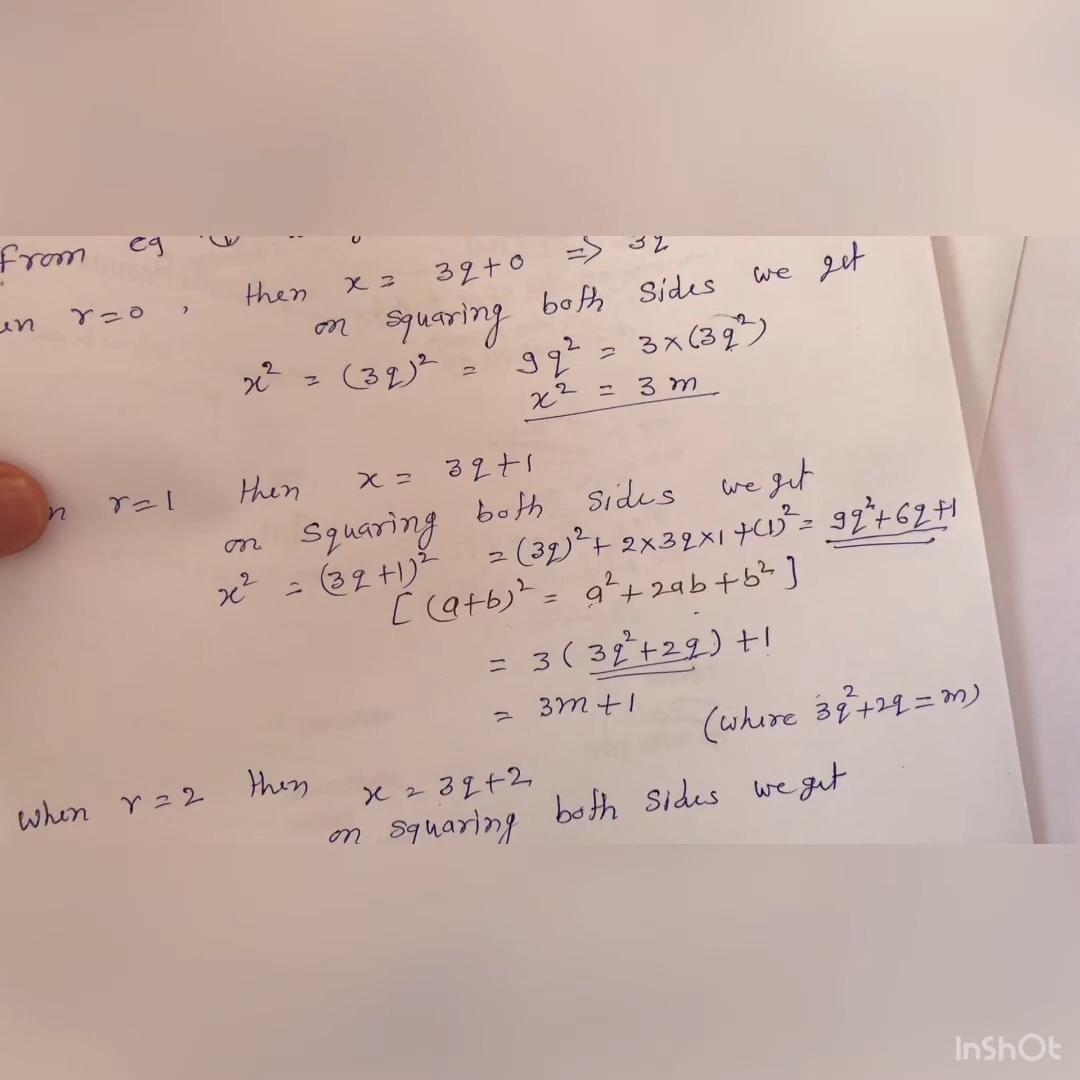 From eq
⇒ 3q
r=0, then x = 3q+0
on squaring both sides we get
x² = (3q)² = 9q² = 3×(3q²)
x² = 3m
r=1 then x = 3q+1
on squaring both sides we get
x² = (3q+1)² = (3q)² + 2×3q×1 + (1)² = 9q²+6q+1
[(a+b)² = a²+2ab+b²]
= 3(3q²+2q)+1
= 3m+1 (where 3q²+2q=m)
when r=2 then x = 3q+2
on squaring both sides we get
InShOt